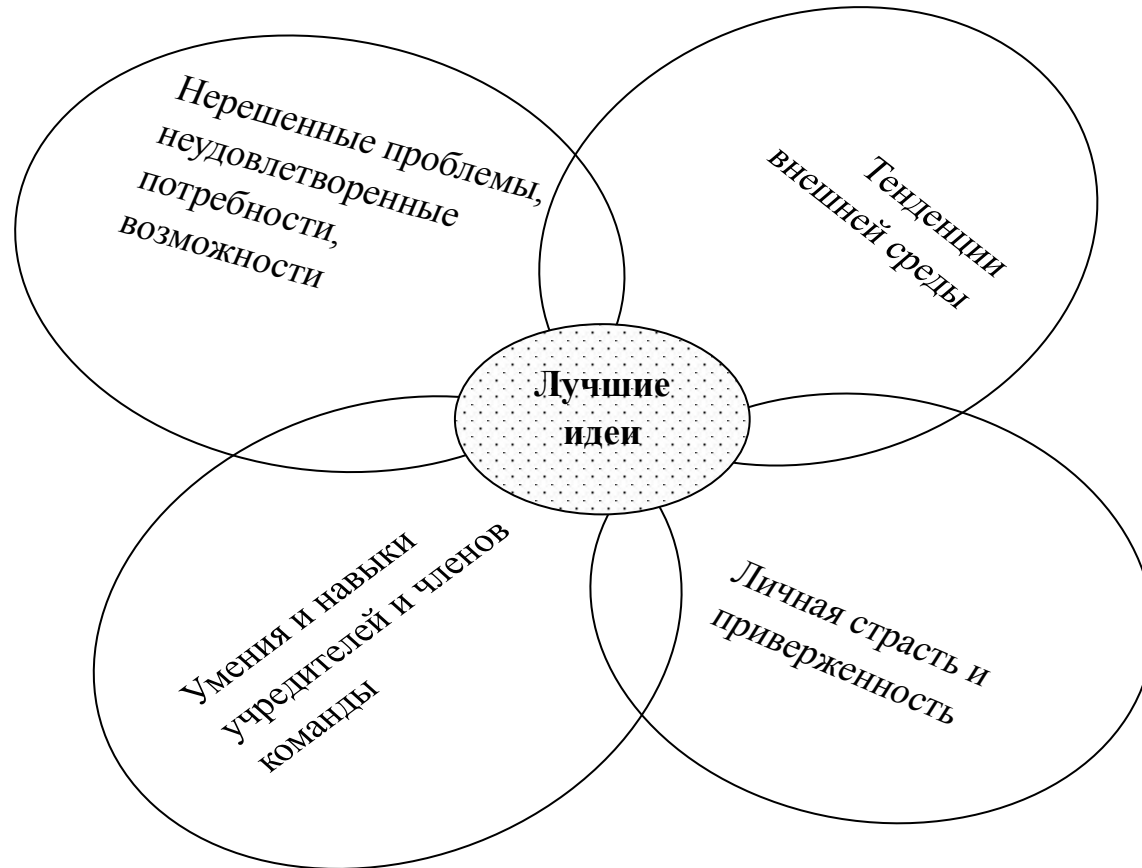 Нерешенные проблемы,
неудовлетворенные
потребности,
возможности
Тенденции
внешней среды
Лучшие
идеи
Умения и навыки
учредителей и членов
команды
Личная страсть и
приверженность